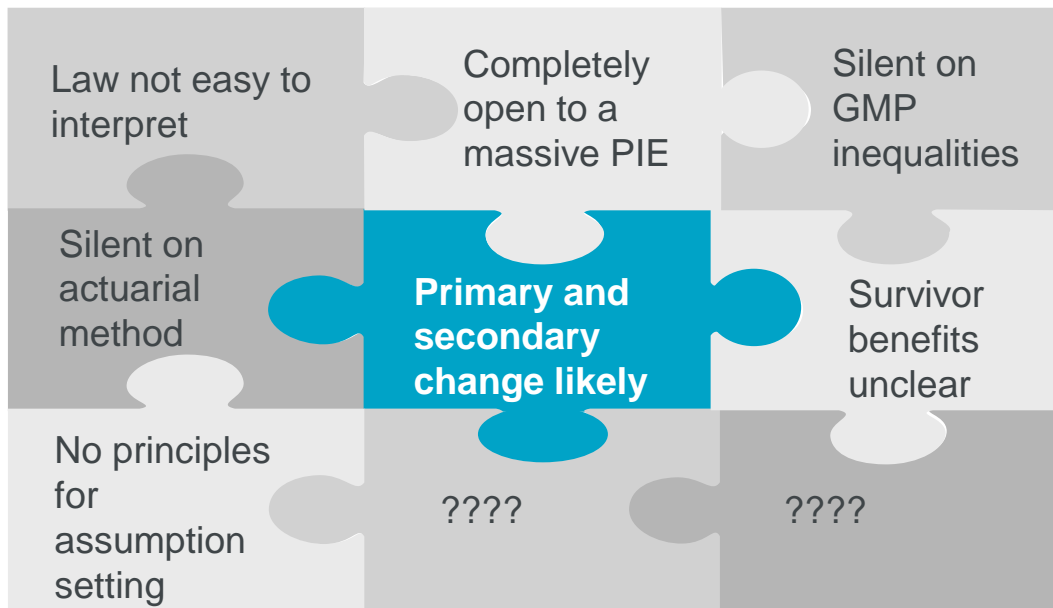 Law not easy to
interpret
Completely
open to a
massive PIE
Silent on
GMP
inequalities
Silent on
actuarial
method
Primary and
secondary
change likely
Survivor
benefits
unclear
No principles
for
assumption
setting
????
????